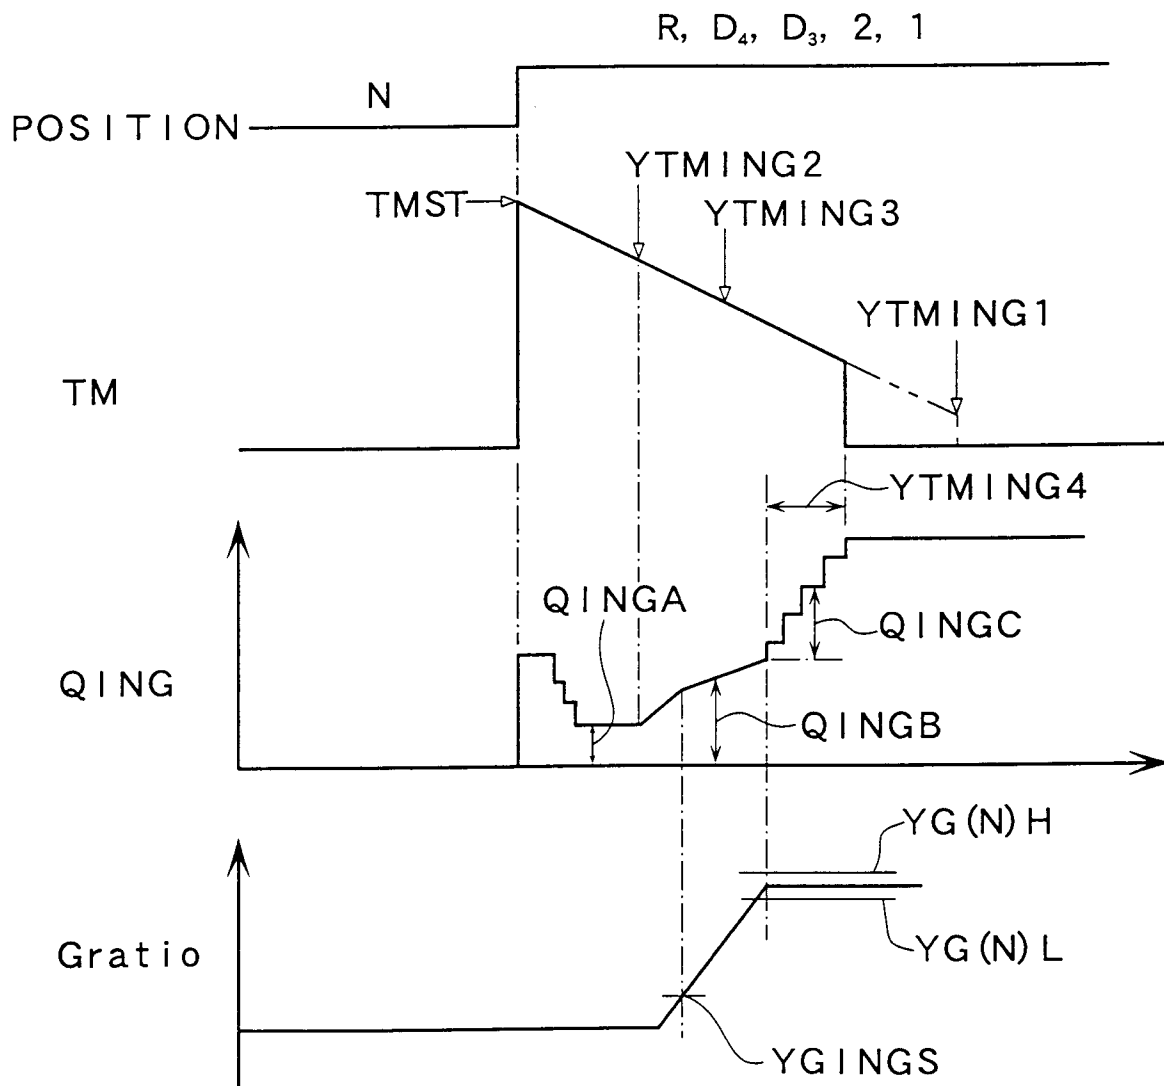 R, D₄, D₃, 2, 1
N
POSITION
YTMING2
TMST
YTMING3
YTMING1
TM
YTMING4
QINGA
QINGC
QING
QINGB
YG(N)H
Gratio
YG(N)L
YGINGS